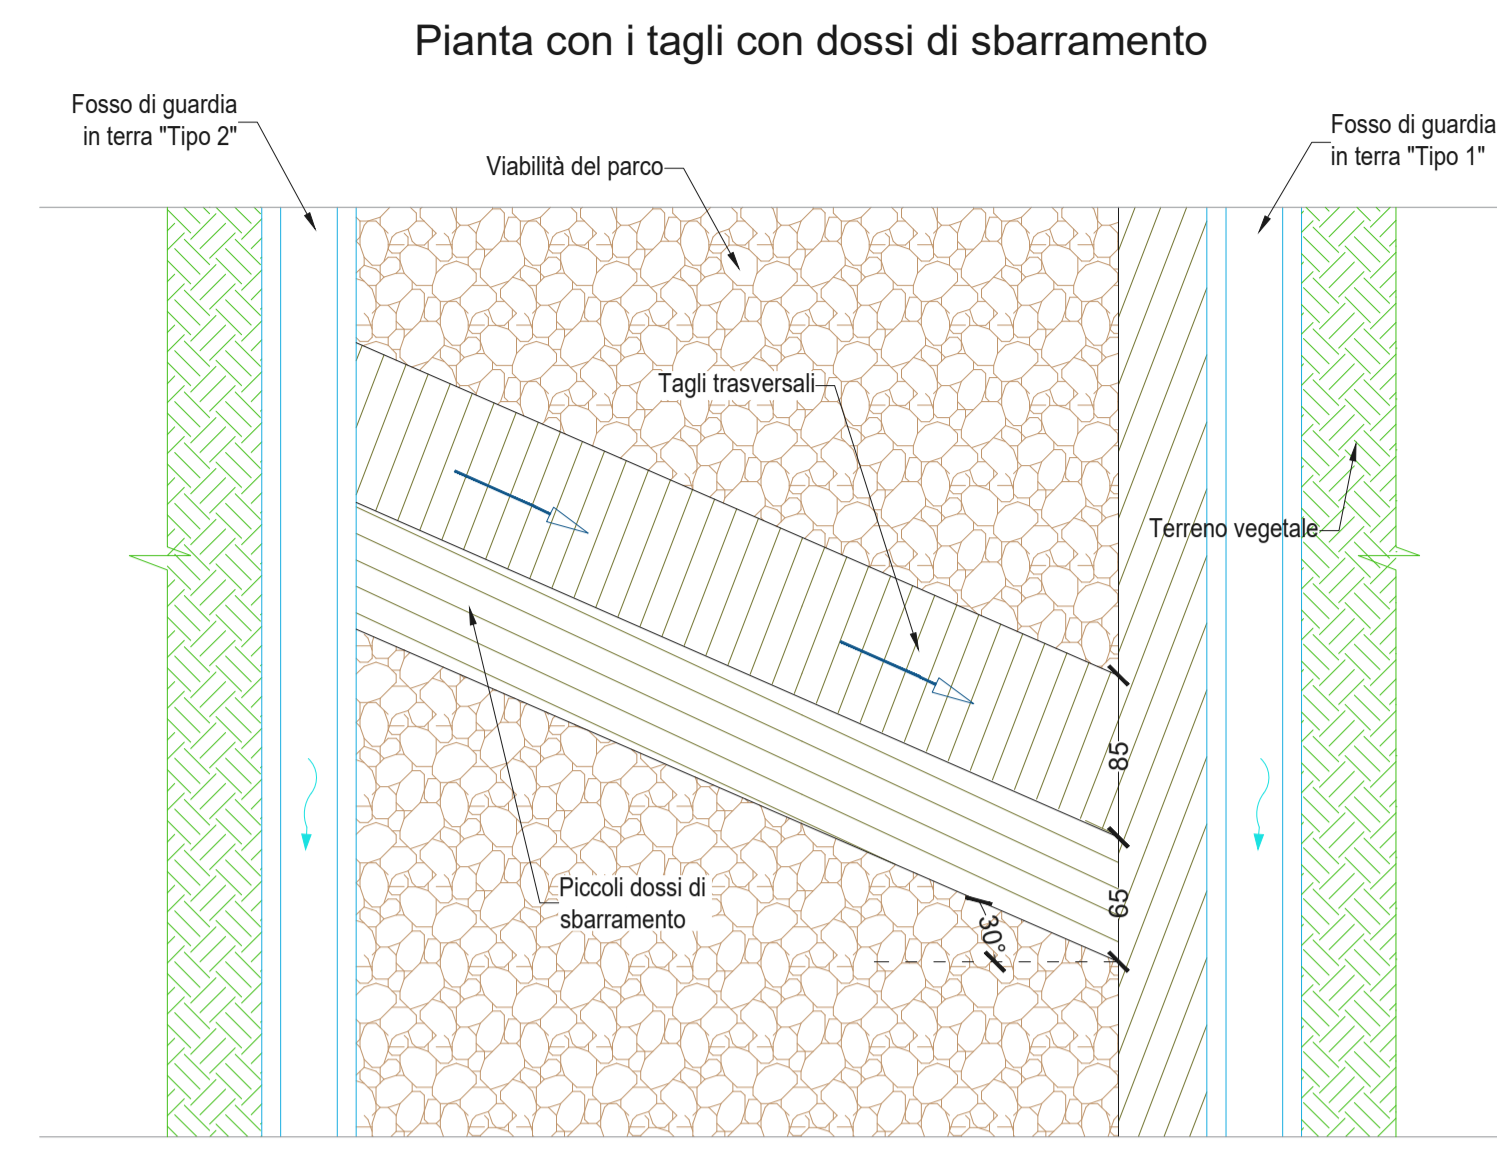 Pianta con i tagli con dossi di sbarramento
Fosso di guardia
in terra "Tipo 2"
Viabilità del parco
Fosso di guardia
in terra "Tipo 1"
Tagli trasversali
Terreno vegetale
85
65
Piccoli dossi di
sbarramento
30°